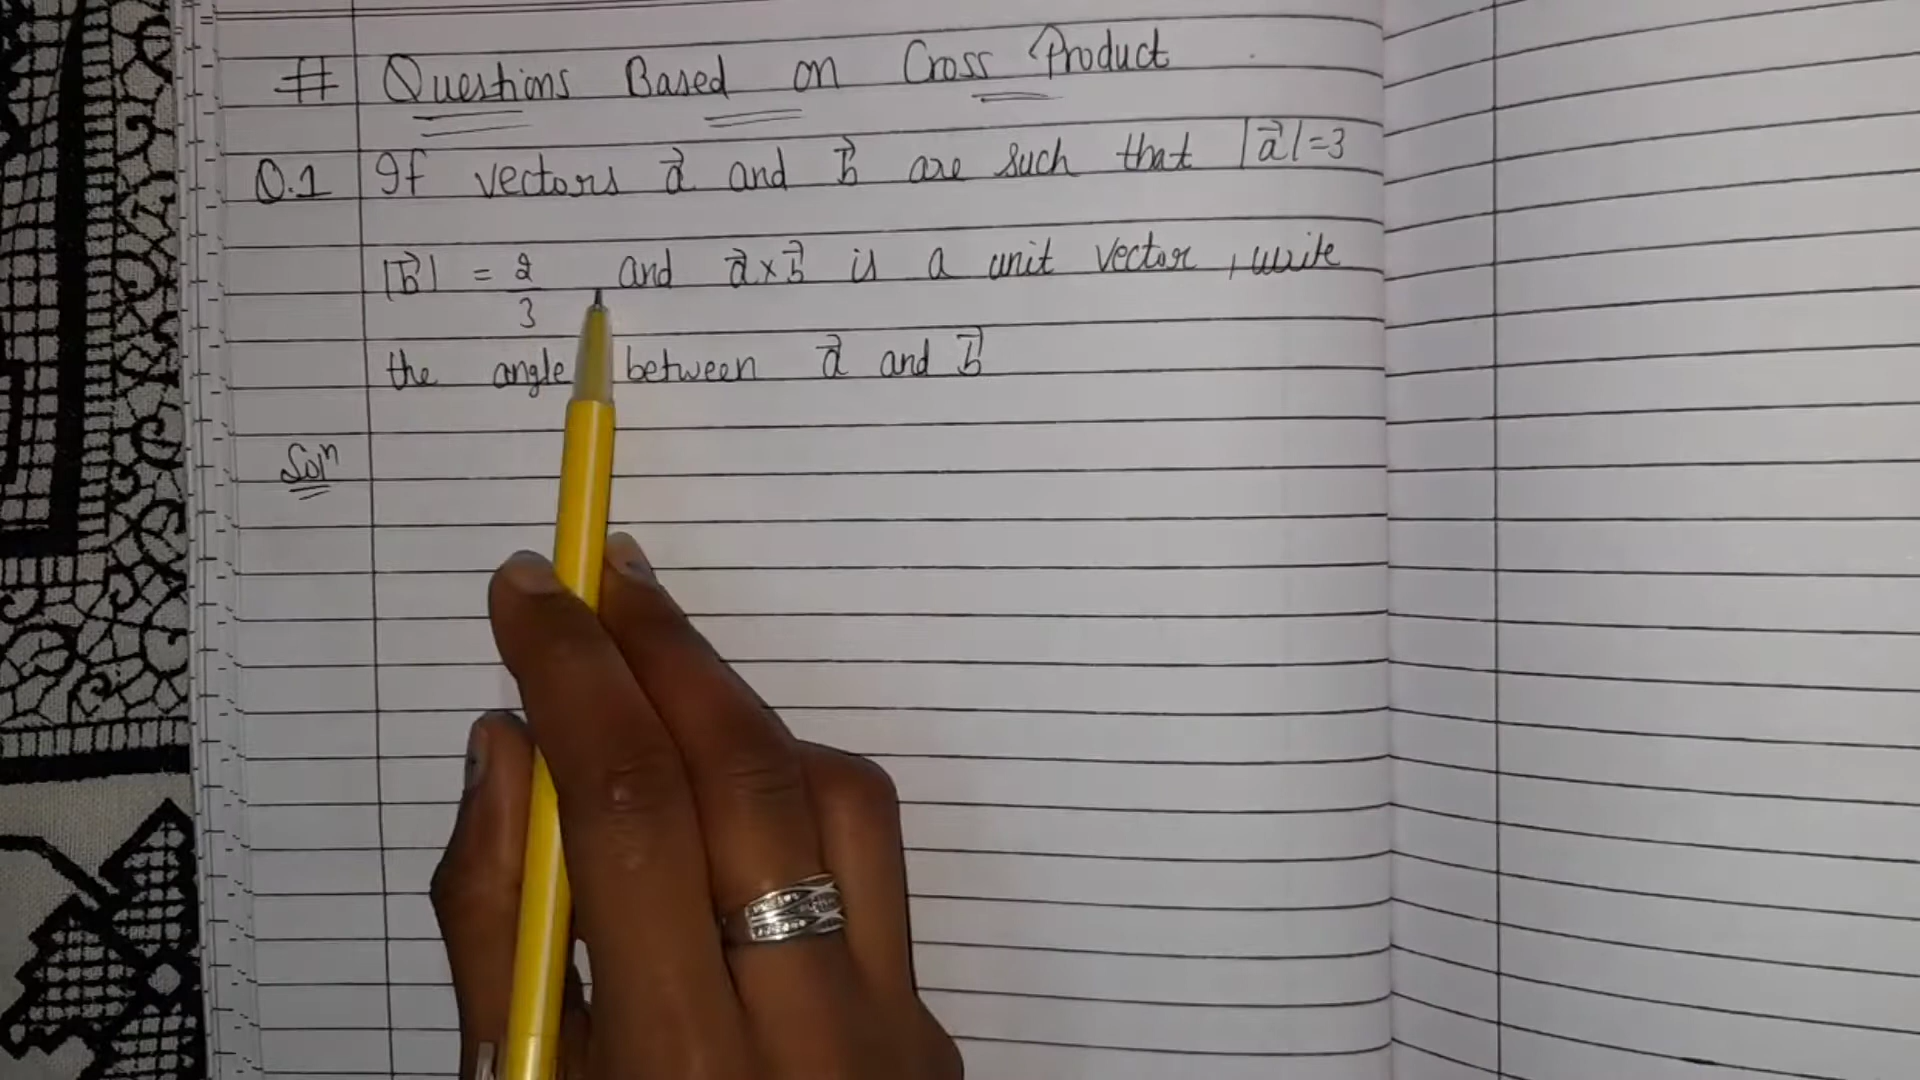 # Questions Based on Cross Product
Q.1 If vectors a⃗ and b⃗ are such that |a⃗|=3
|b⃗| = 2/3 and a⃗×b⃗ is a unit vector, write
the angle between a⃗ and b⃗
Solⁿ